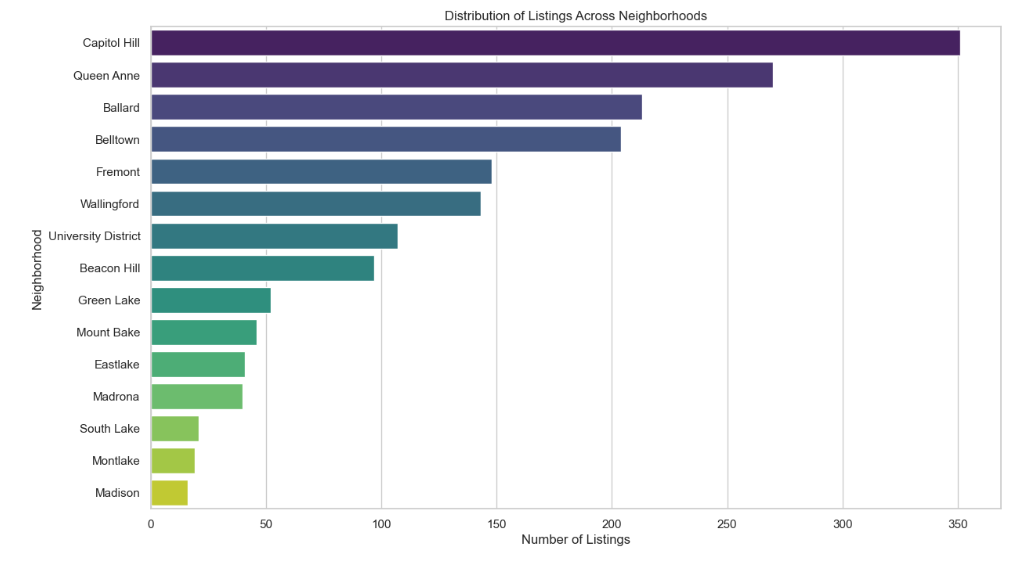 Distribution of Listings Across Neighborhoods
Capitol Hill
Queen Anne
Ballard
Belltown
Fremont
Wallingford
University District
Beacon Hill
Green Lake
Mount Bake
Eastlake
Madrona
South Lake
Montlake
Madison
Neighborhood
0 50 100 150 200 250 300 350
Number of Listings